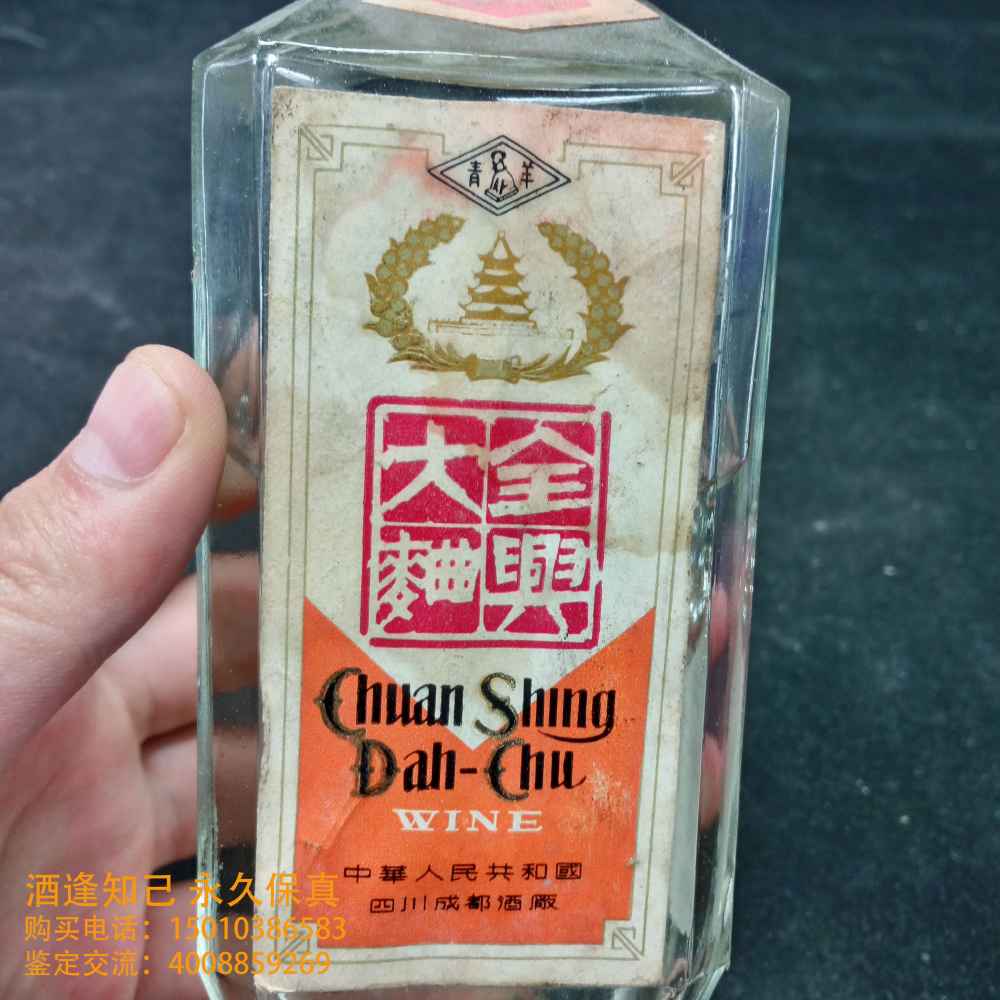 青羊
全興
大麯
Chuan Shing
Dah-Chu
WINE
中華人民共和國
四川成都酒廠
酒逢知己 永久保真
购买电话：15010386583
鉴定交流：4008859269